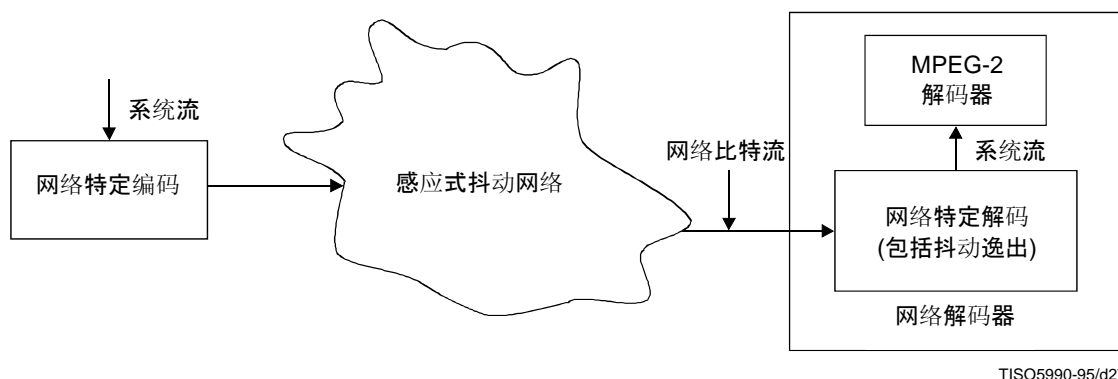 系统流
网络特定编码
感应式抖动网络
网络比特流
MPEG-2
解码器
系统流
网络特定解码
(包括抖动逸出)
网络解码器
TISO5990-95/d2